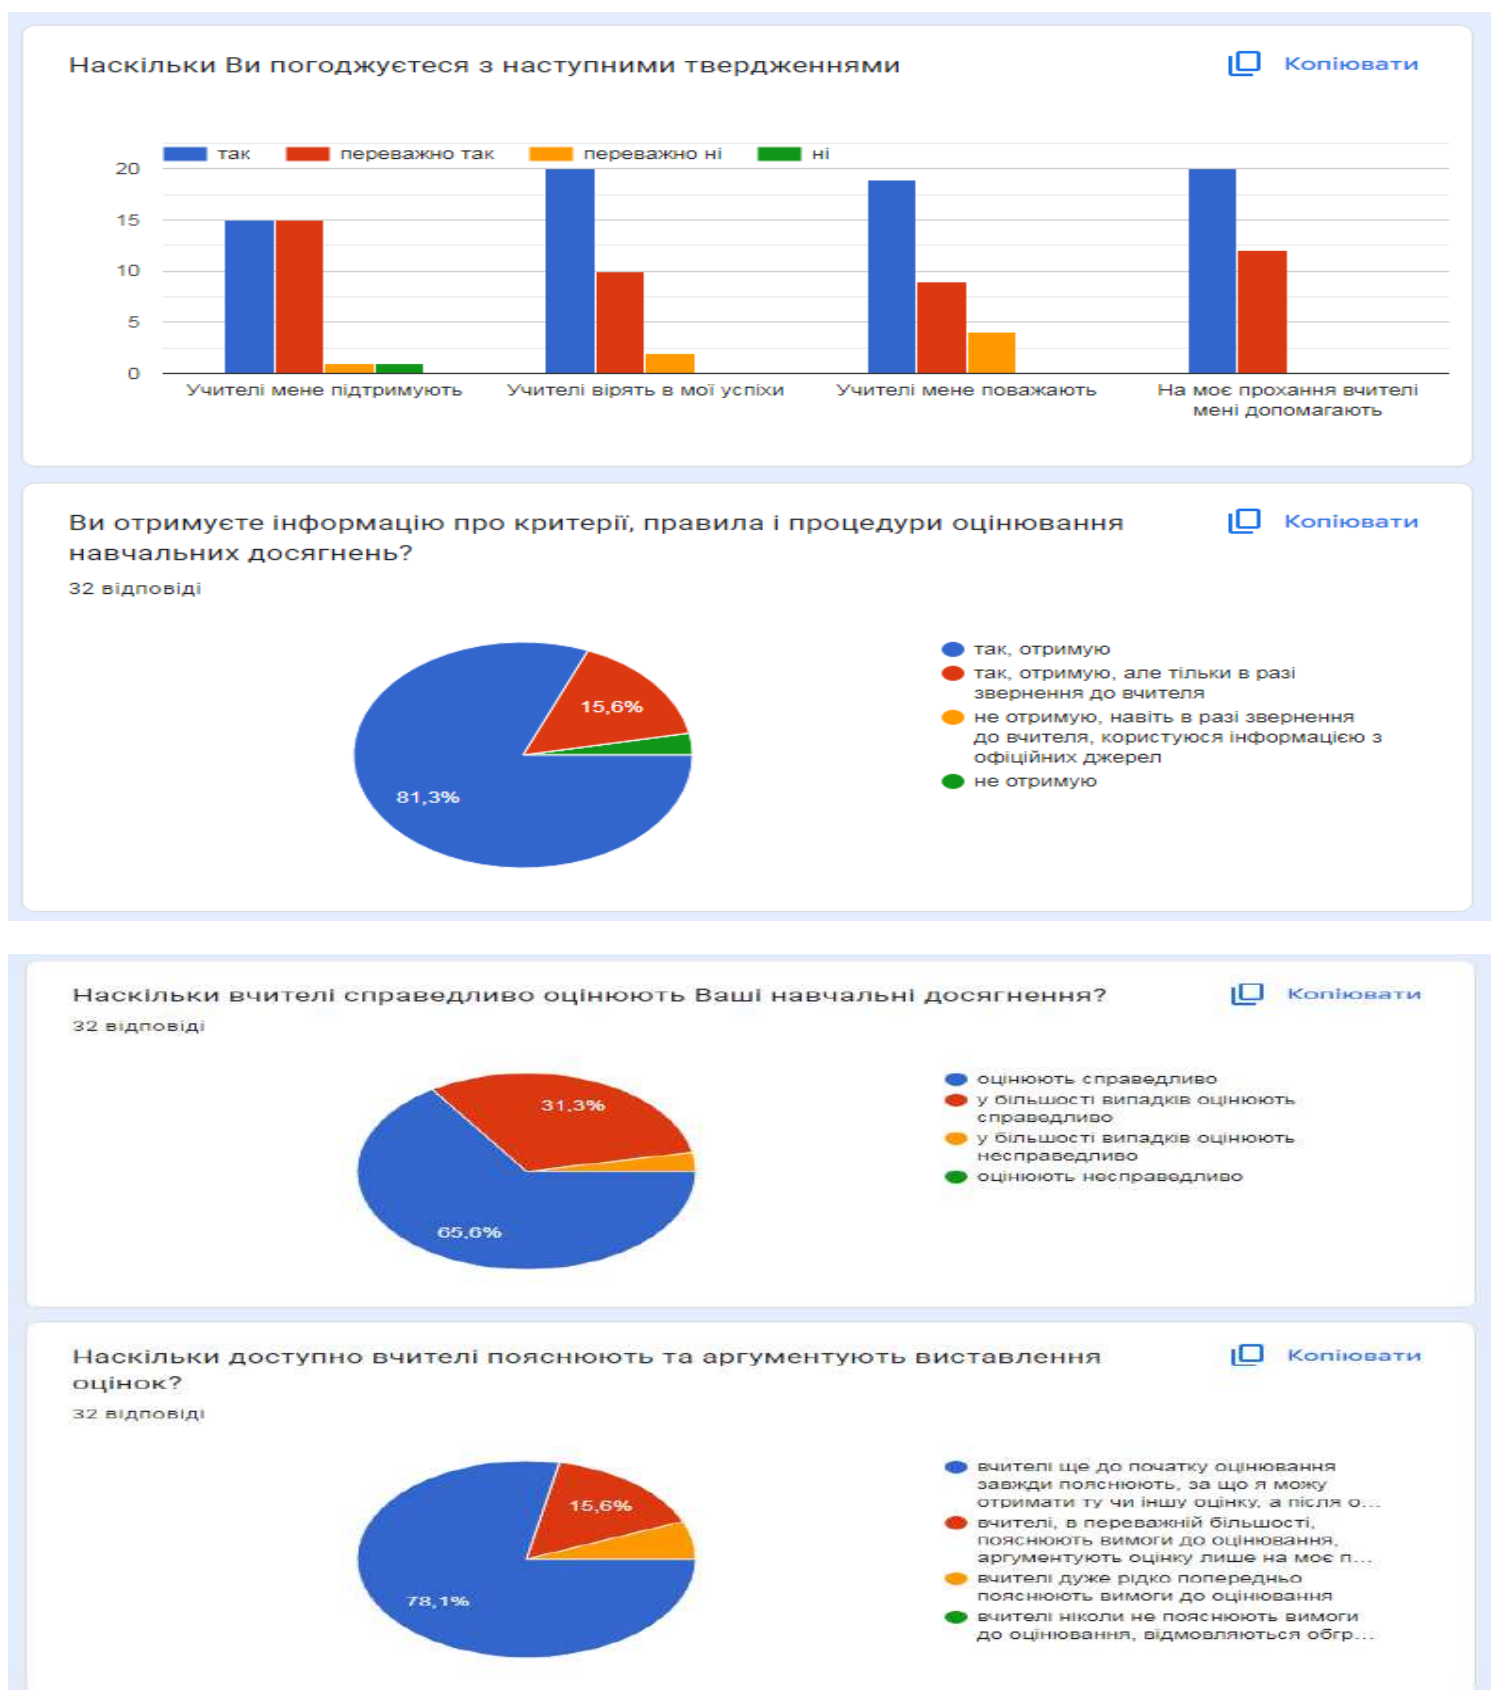 Наскільки Ви погоджуєтеся з наступними твердженнями
Копіювати
так
переважно так
переважно ні
ні
20
15
10
5
0
Учителі мене підтримують
Учителі вірять в мої успіхи
Учителі мене поважають
На моє прохання вчителі
мені допомагають
Ви отримуєте інформацію про критерії, правила і процедури оцінювання
навчальних досягнень?
Копіювати
32 відповіді
15,6%
81,3%
так, отримую
так, отримую, але тільки в разі
звернення до вчителя
не отримую, навіть в разі звернення
до вчителя, користуюся інформацією з
офіційних джерел
не отримую
Наскільки вчителі справедливо оцінюють Ваші навчальні досягнення?
Копіювати
32 відповіді
31,3%
65,6%
оцінюють справедливо
у більшості випадків оцінюють
справедливо
у більшості випадків оцінюють
несправедливо
оцінюють несправедливо
Наскільки доступно вчителі пояснюють та аргументують виставлення
оцінок?
Копіювати
32 відповіді
15,6%
78,1%
вчителі ще до початку оцінювання
завжди пояснюють, за що я можу
отримати ту чи іншу оцінку, а після о...
вчителі, в переважній більшості,
пояснюють вимоги до оцінювання,
аргументують оцінку лише на моє п...
вчителі дуже рідко попередньо
пояснюють вимоги до оцінювання
вчителі ніколи не пояснюють вимоги
до оцінювання, відмовляються обгр...